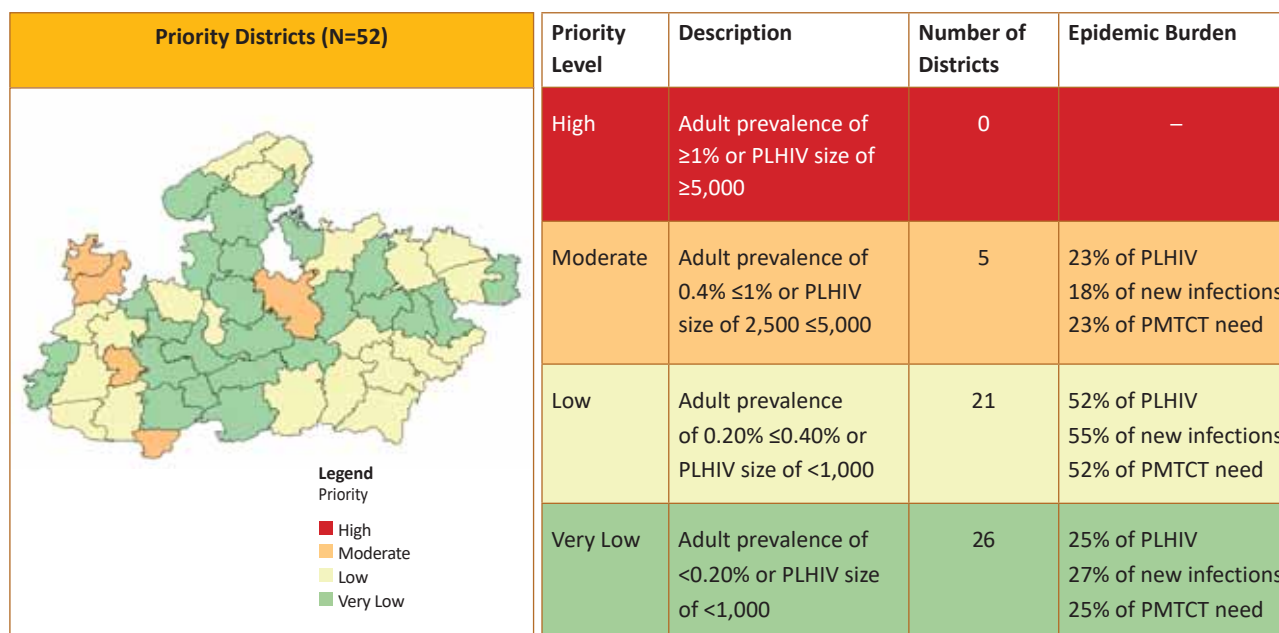 Priority Districts (N=52)
Legend
Priority
High
Moderate
Low
Very Low
Priority
Level
Description
Number of
Districts
Epidemic Burden
High
Adult prevalence of
≥1% or PLHIV size of
≥5,000
0
–
Moderate
Adult prevalence of
0.4% ≤1% or PLHIV
size of 2,500 ≤5,000
5
23% of PLHIV
18% of new infections
23% of PMTCT need
Low
Adult prevalence
of 0.20% ≤0.40% or
PLHIV size of <1,000
21
52% of PLHIV
55% of new infections
52% of PMTCT need
Very Low
Adult prevalence of
<0.20% or PLHIV size
of <1,000
26
25% of PLHIV
27% of new infections
25% of PMTCT need